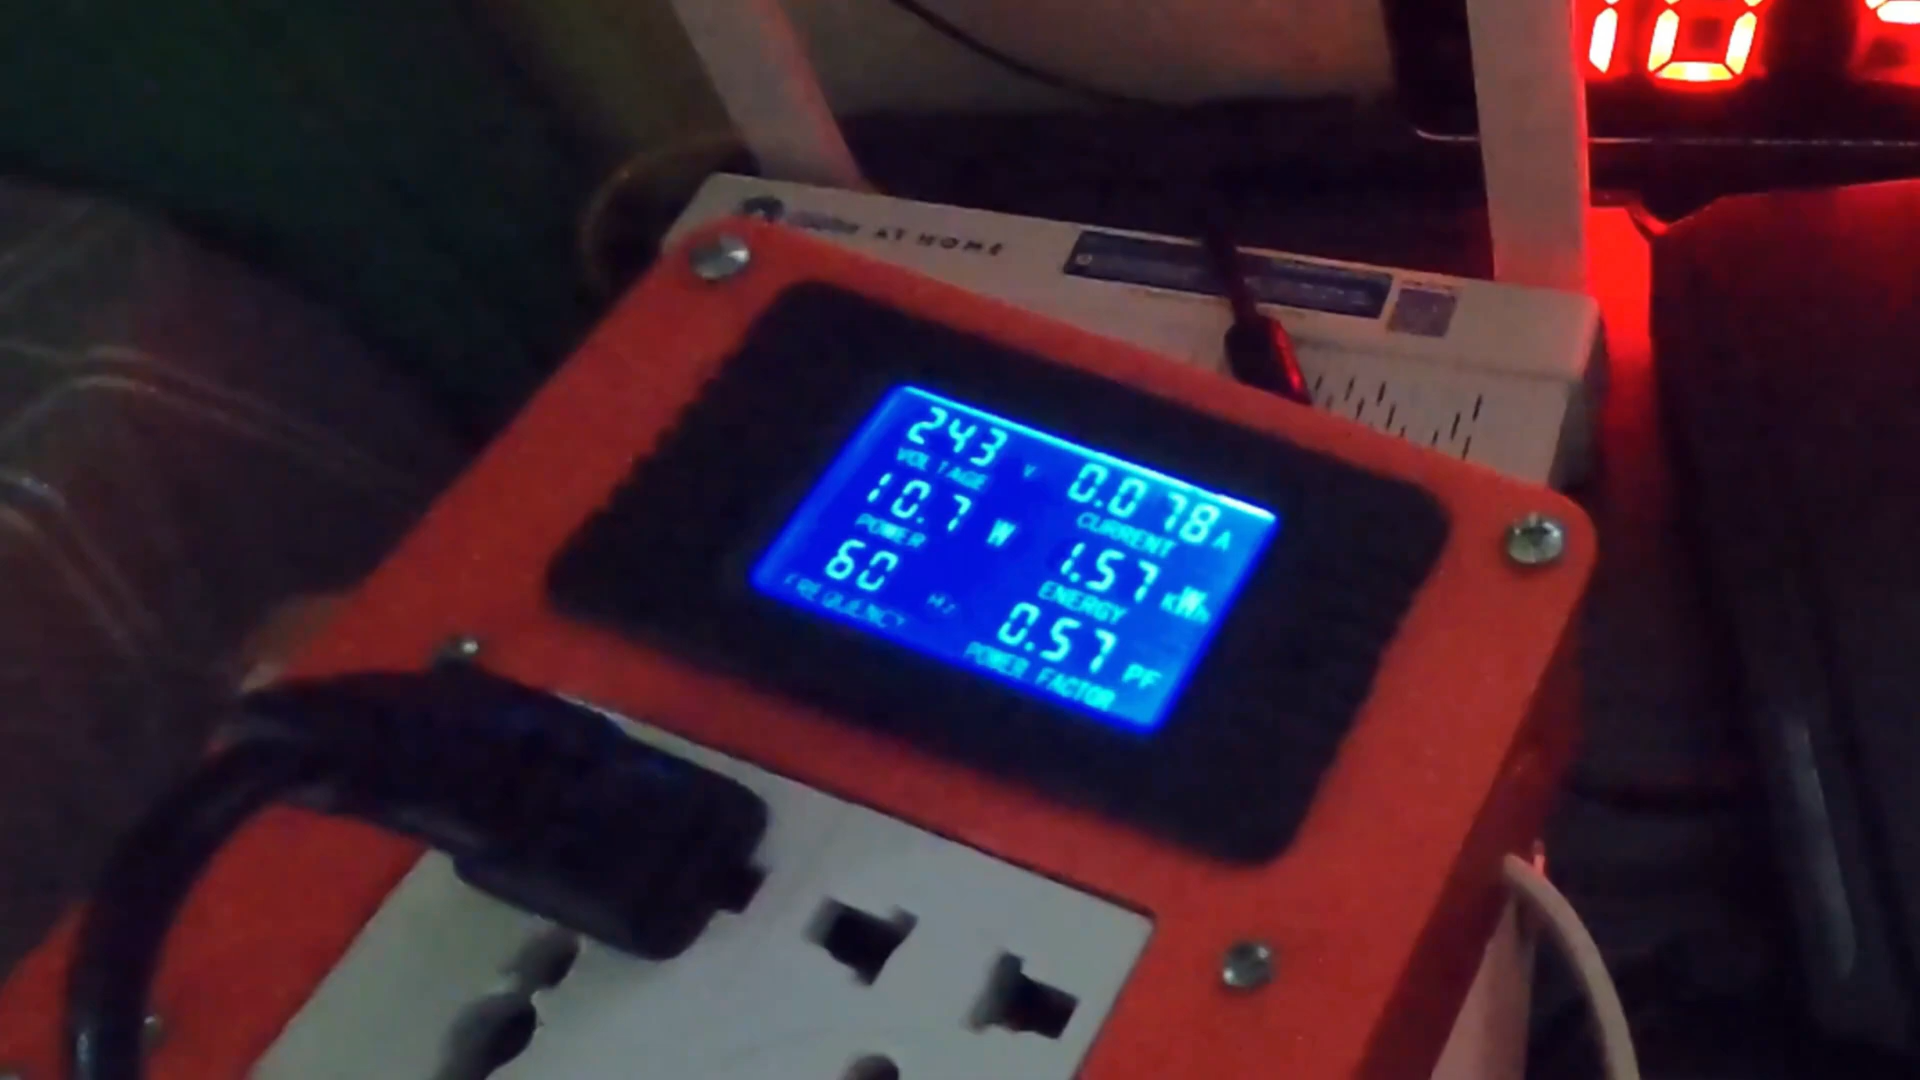 10
AT HOME
243 V
VOLTAGE
0.078 A
CURRENT
10.7 W
POWER
1.57 kWh
ENERGY
60 Hz
FREQUENCY
0.57 PF
POWER FACTOR